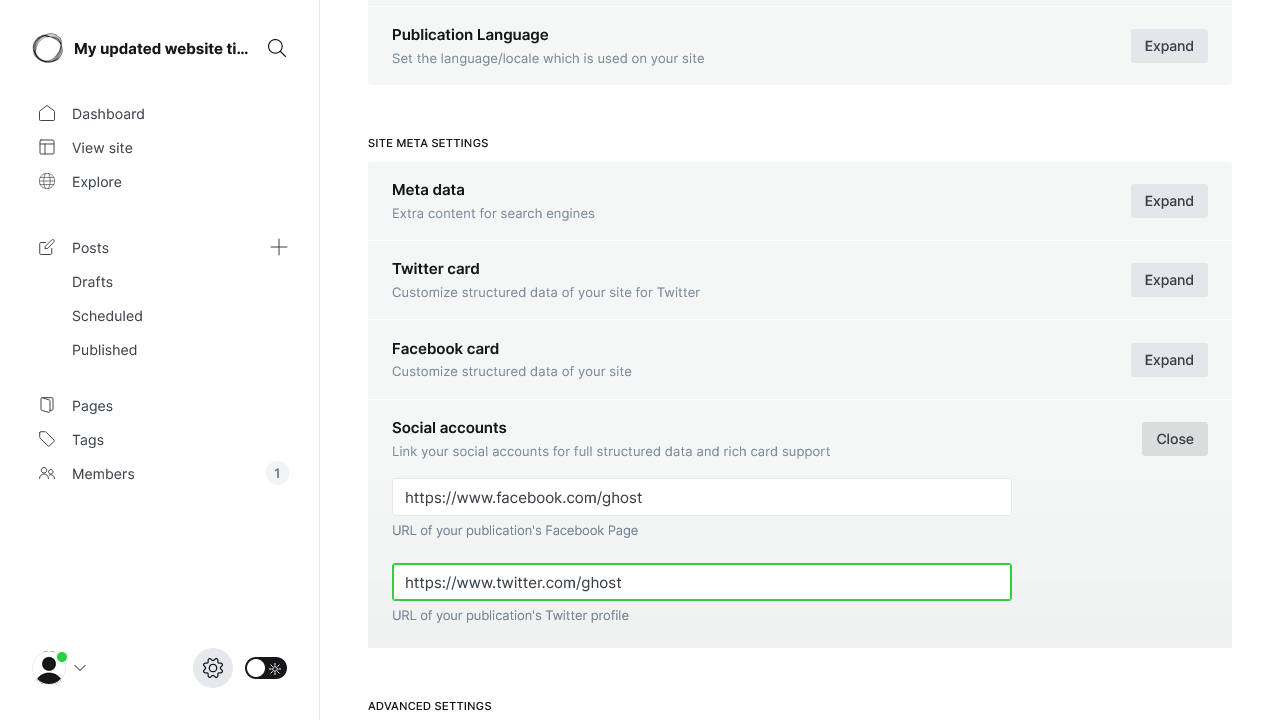 My updated website ti...
Dashboard
View site
Explore
Posts
Drafts
Scheduled
Published
Pages
Tags
Members
1
Publication Language
Set the language/locale which is used on your site
Expand
SITE META SETTINGS
Meta data
Extra content for search engines
Expand
Twitter card
Customize structured data of your site for Twitter
Expand
Facebook card
Customize structured data of your site
Expand
Social accounts
Link your social accounts for full structured data and rich card support
Close
https://www.facebook.com/ghost
URL of your publication's Facebook Page
https://www.twitter.com/ghost
URL of your publication's Twitter profile
ADVANCED SETTINGS